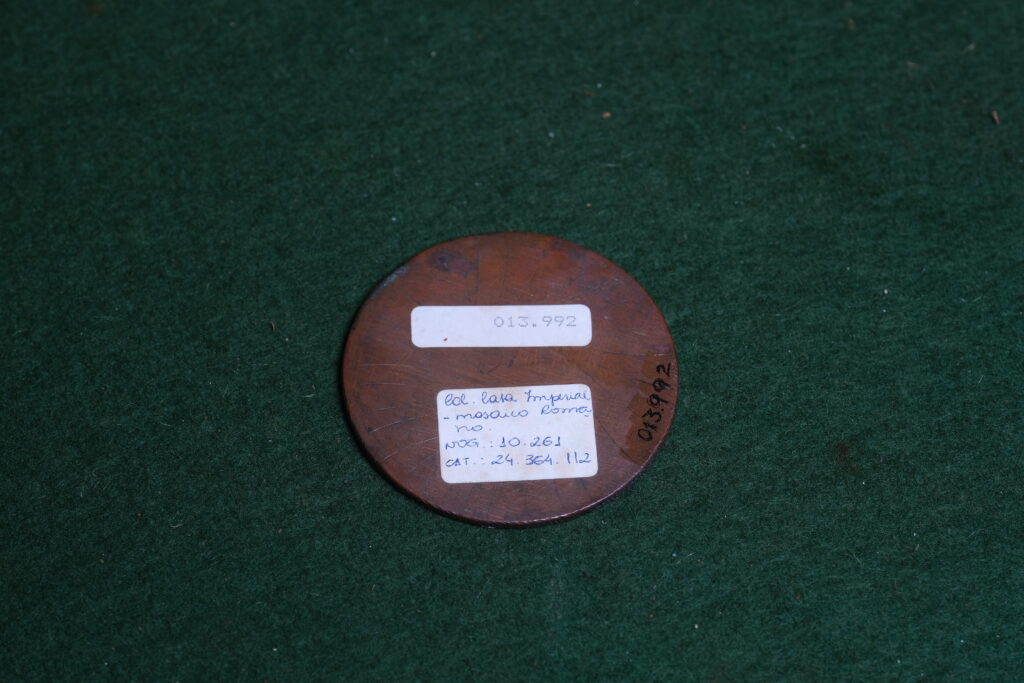 013.992
Col. Casa Imperial
- mosaico Roma
no.
NOG.: 10.261
CAT.: 24.364.112
013.992